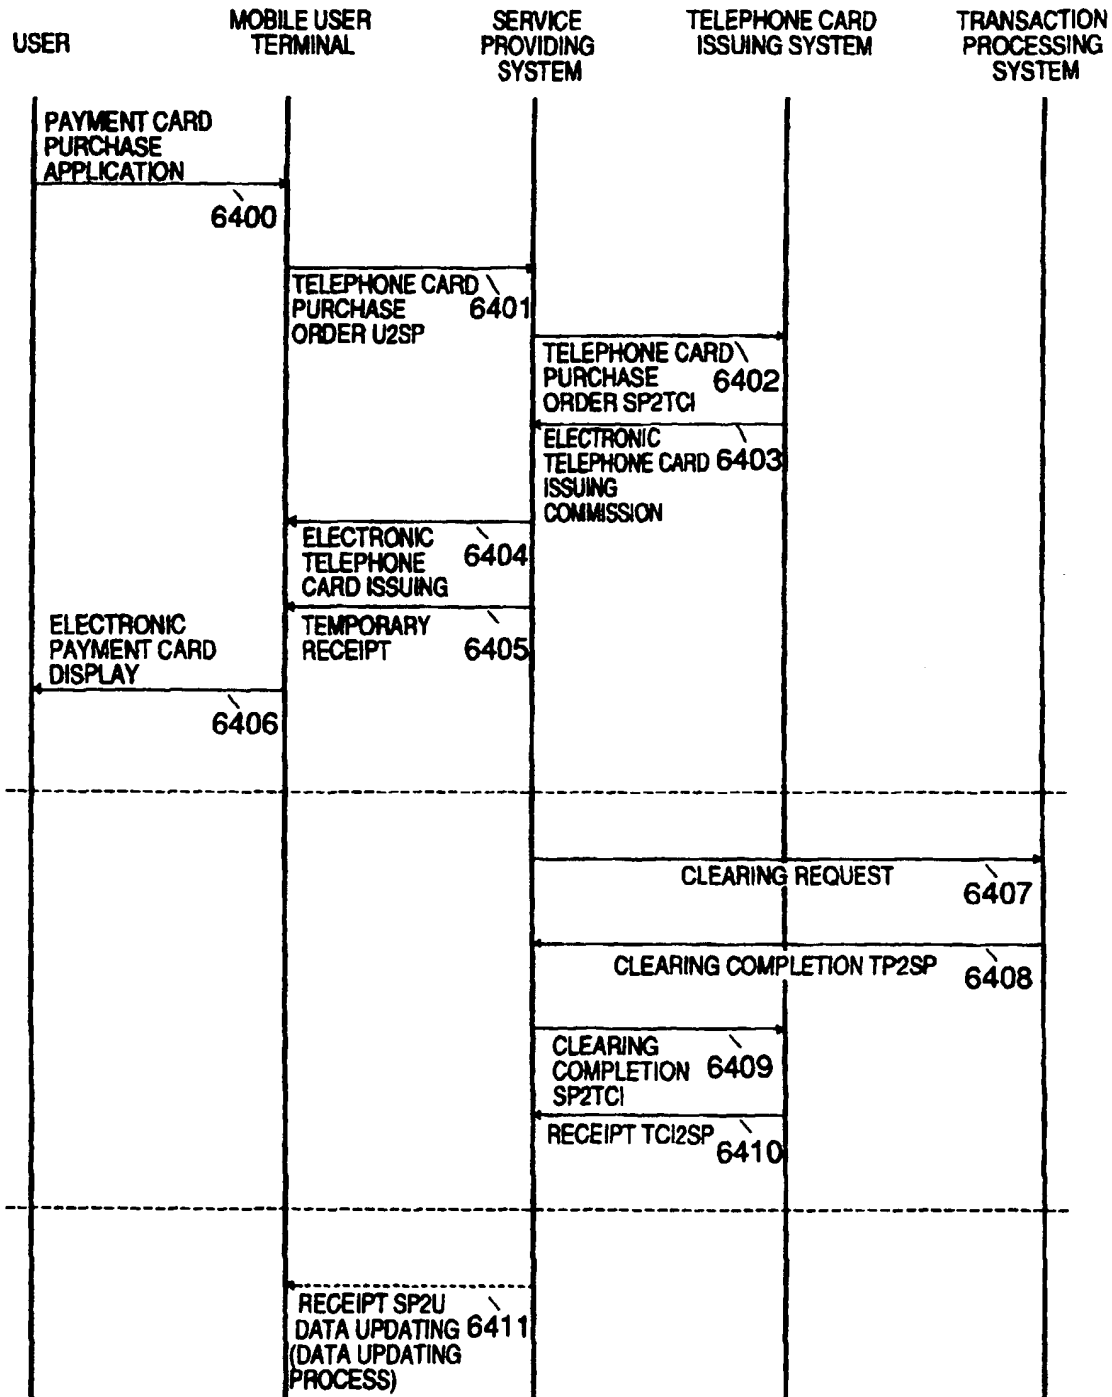 USER
MOBILE USER
TERMINAL
SERVICE
PROVIDING
SYSTEM
TELEPHONE CARD
ISSUING SYSTEM
TRANSACTION
PROCESSING
SYSTEM
PAYMENT CARD
PURCHASE
APPLICATION
6400
TELEPHONE CARD
PURCHASE
ORDER U2SP
6401
TELEPHONE CARD
PURCHASE
ORDER SP2TCI
6402
ELECTRONIC
TELEPHONE CARD
ISSUING
COMMISSION
6403
ELECTRONIC
TELEPHONE
CARD ISSUING
6404
TEMPORARY
RECEIPT
6405
ELECTRONIC
PAYMENT CARD
DISPLAY
6406
CLEARING REQUEST
6407
CLEARING COMPLETION TP2SP
6408
CLEARING
COMPLETION
SP2TCI
6409
RECEIPT TCI2SP
6410
RECEIPT SP2U
DATA UPDATING
(DATA UPDATING
PROCESS)
6411